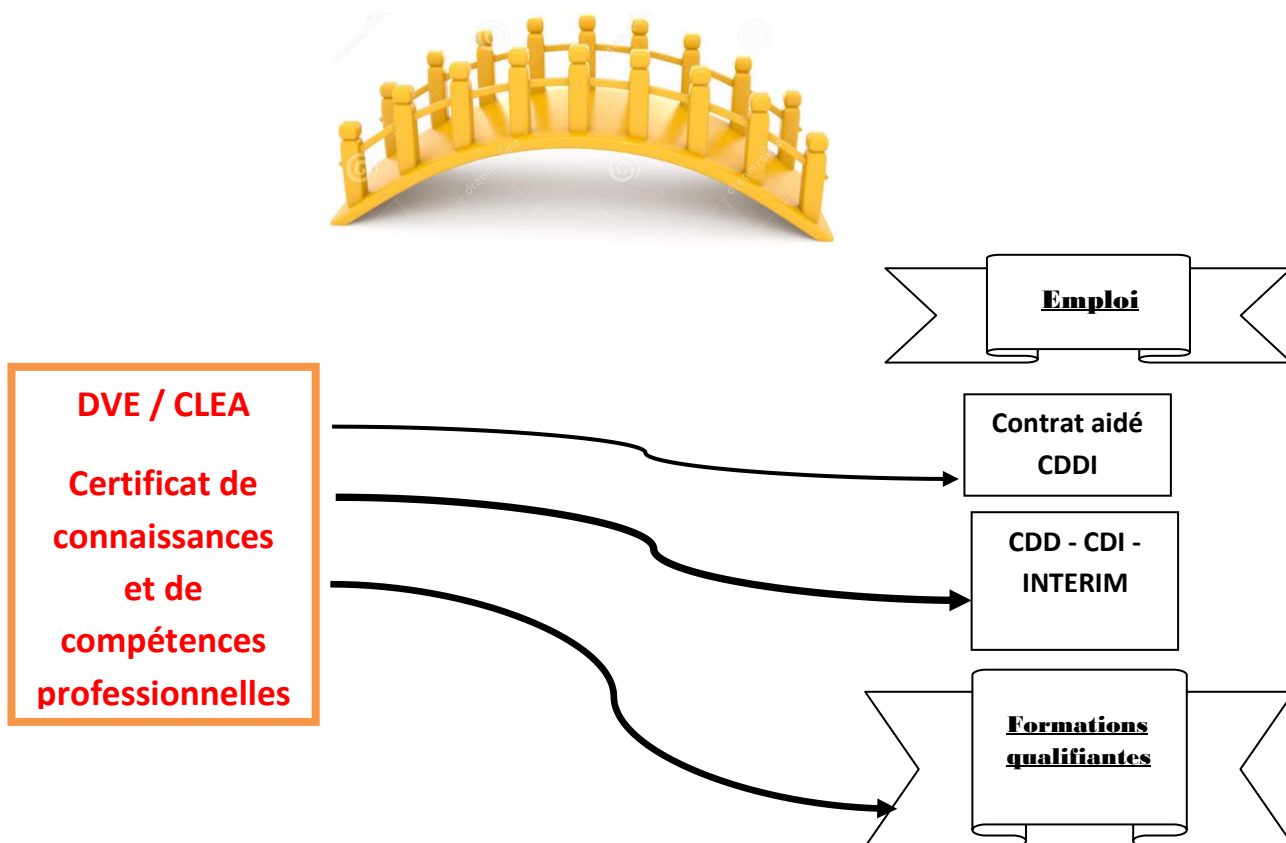 Emploi
DVE / CLEA
Certificat de
connaissances
et de
compétences
professionnelles
Contrat aidé
CDDI
CDD - CDI -
INTERIM
Formations
qualifiantes